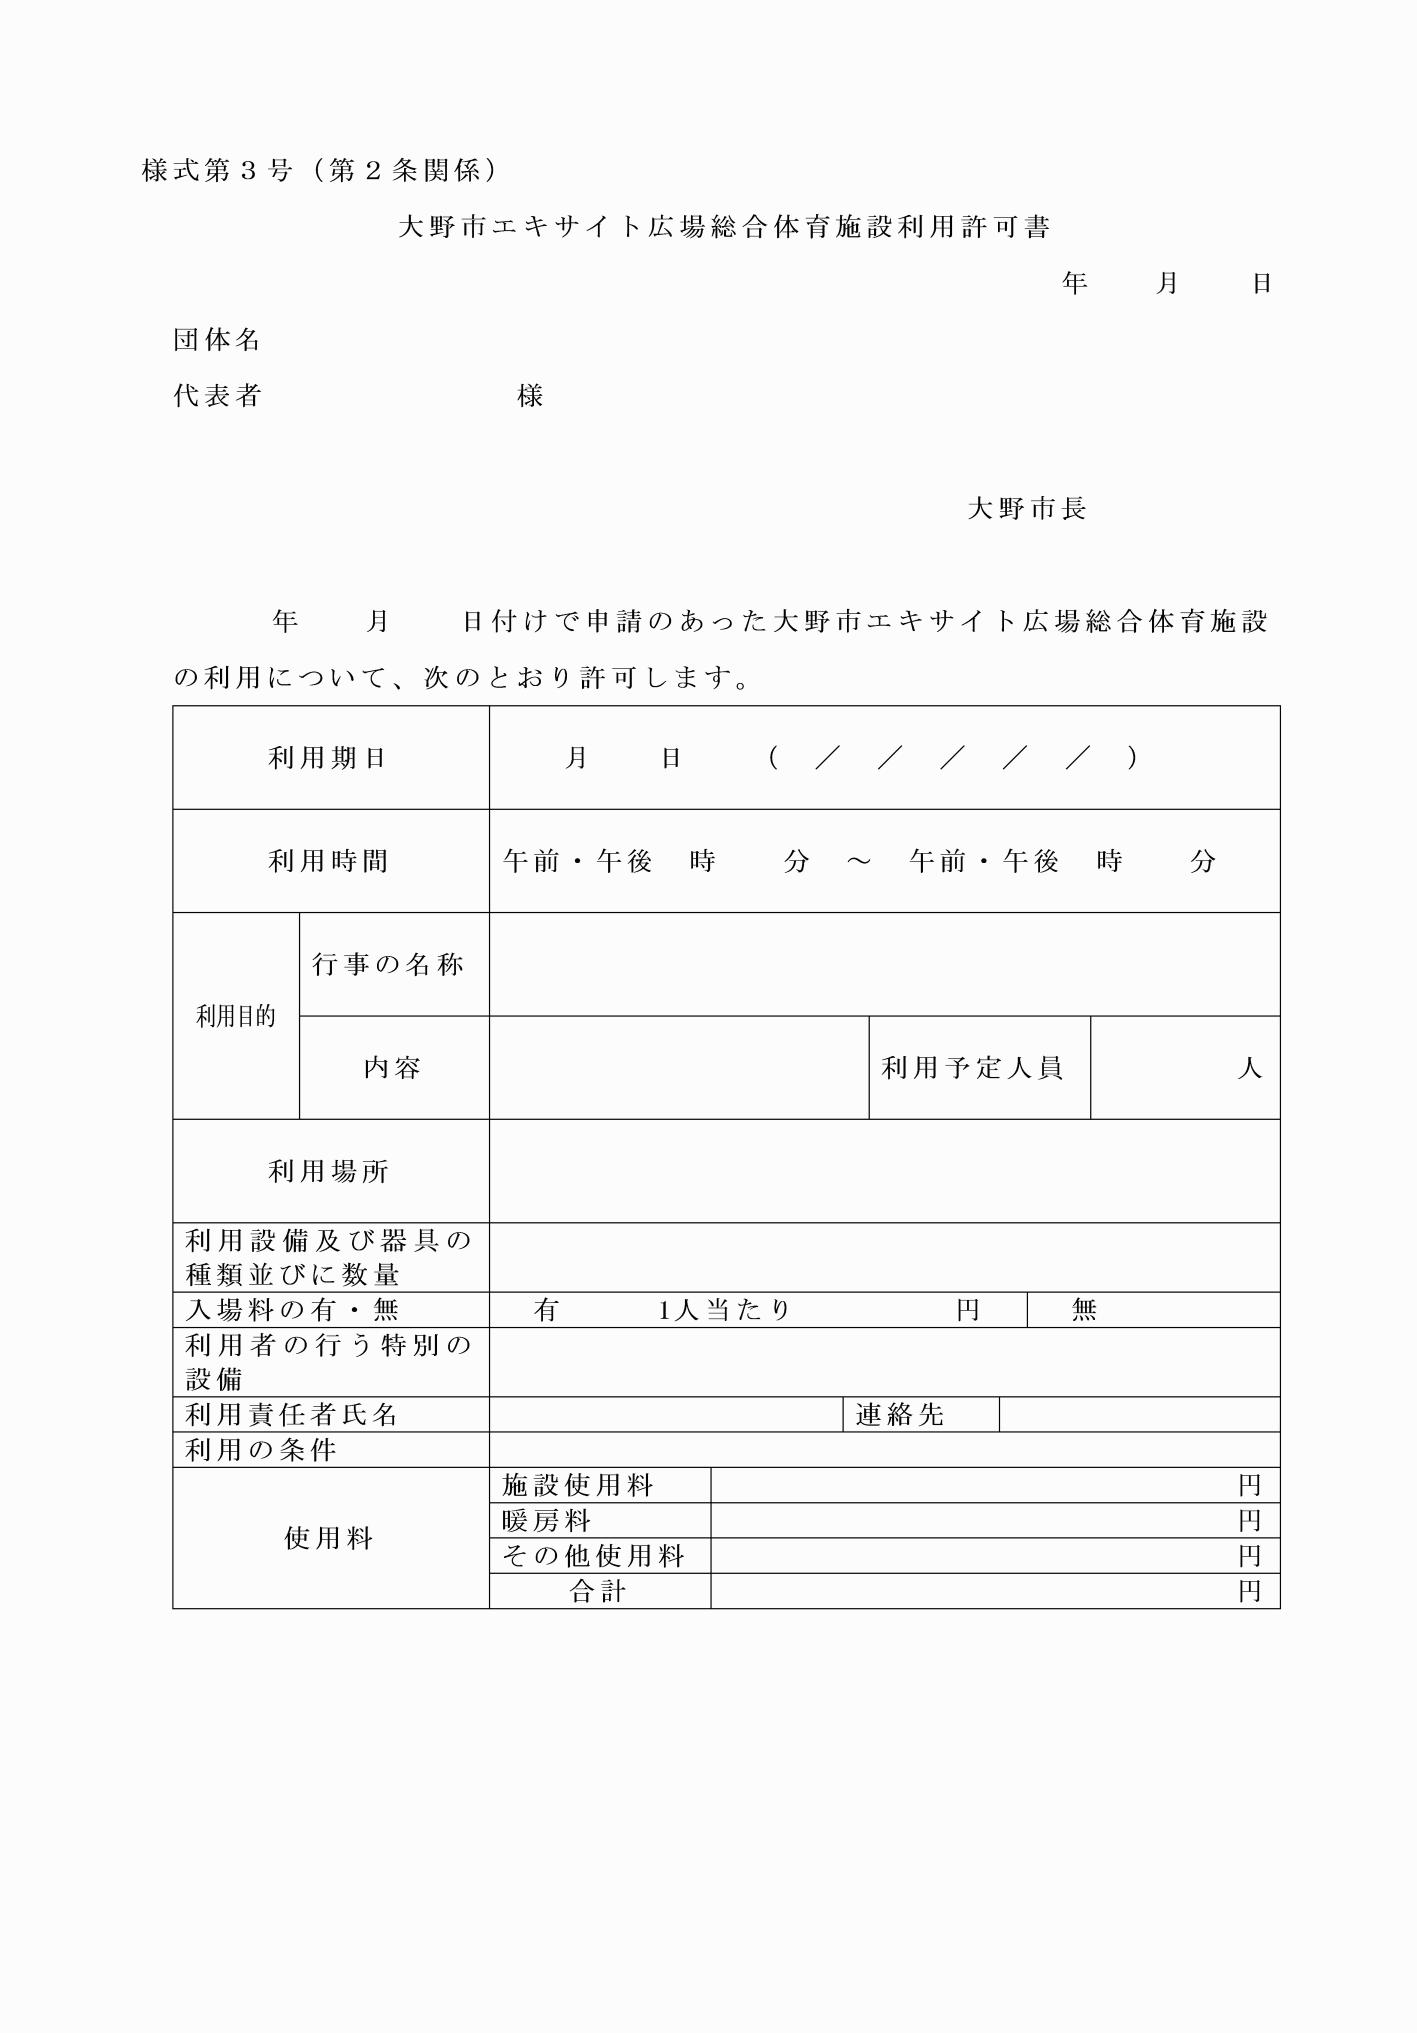 様式第３号（第２条関係）
大野市エキサイト広場総合体育施設利用許可書
年　　月　　日
団体名
代表者　　　　　　　　様
大野市長
年　　月　　日付けで申請のあった大野市エキサイト広場総合体育施設
の利用について、次のとおり許可します。
利用期日　月　　日　　（　／　／　／　／　／　）
利用時間　午前・午後　時　　分　～　午前・午後　時　　分
行事の名称
利用目的
内容　利用予定人員　人
利用場所
利用設備及び器具の
種類並びに数量
入場料の有・無　有　　　1人当たり　　　　　円　無
利用者の行う特別の
設備
利用責任者氏名　連絡先
利用の条件
施設使用料　円
暖房料　円
使用料
その他使用料　円
合計　円